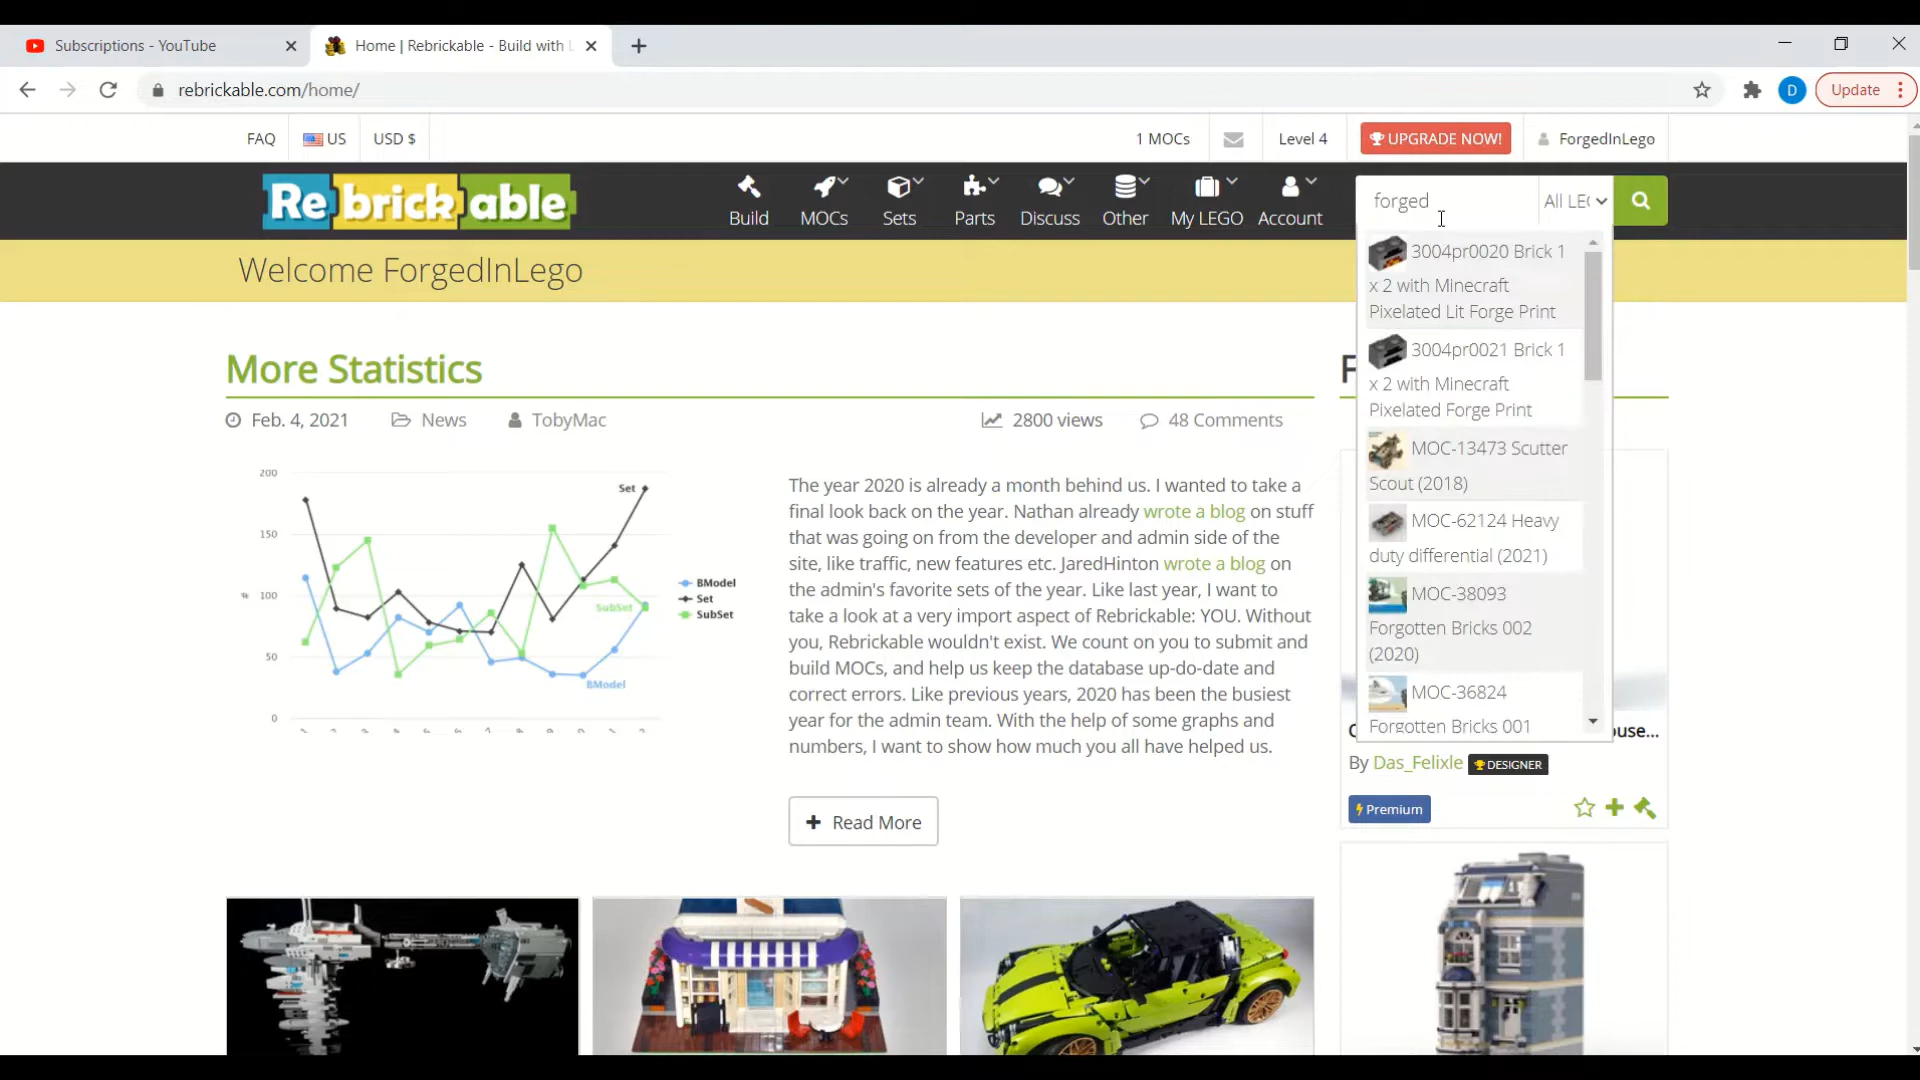 Subscriptions - YouTube
Home | Rebrickable - Build with L
rebrickable.com/home/
D
Update
FAQ
US
USD $
1 MOCs
Level 4
UPGRADE NOW!
ForgedInLego
Rebrickable
Build
MOCs
Sets
Parts
Discuss
Other
My LEGO
Account
forged
All LE
Welcome ForgedInLego
3004pr0020 Brick 1
x 2 with Minecraft
Pixelated Lit Forge Print
3004pr0021 Brick 1
x 2 with Minecraft
Pixelated Forge Print
MOC-13473 Scutter
Scout (2018)
MOC-62124 Heavy
duty differential (2021)
MOC-38093
Forgotten Bricks 002
(2020)
MOC-36824
Forgotten Bricks 001
More Statistics
Feb. 4, 2021
News
TobyMac
2800 views
48 Comments
200
150
100
50
0
%
Set
SubSet
BModel
BModel
Set
SubSet
The year 2020 is already a month behind us. I wanted to take a
final look back on the year. Nathan already wrote a blog on stuff
that was going on from the developer and admin side of the
site, like traffic, new features etc. JaredHinton wrote a blog on
the admin's favorite sets of the year. Like last year, I want to
take a look at a very import aspect of Rebrickable: YOU. Without
you, Rebrickable wouldn't exist. We count on you to submit and
build MOCs, and help us keep the database up-do-date and
correct errors. Like previous years, 2020 has been the busiest
year for the admin team. With the help of some graphs and
numbers, I want to show how much you all have helped us.
+ Read More
ouse...
By Das_Felixle
DESIGNER
Premium